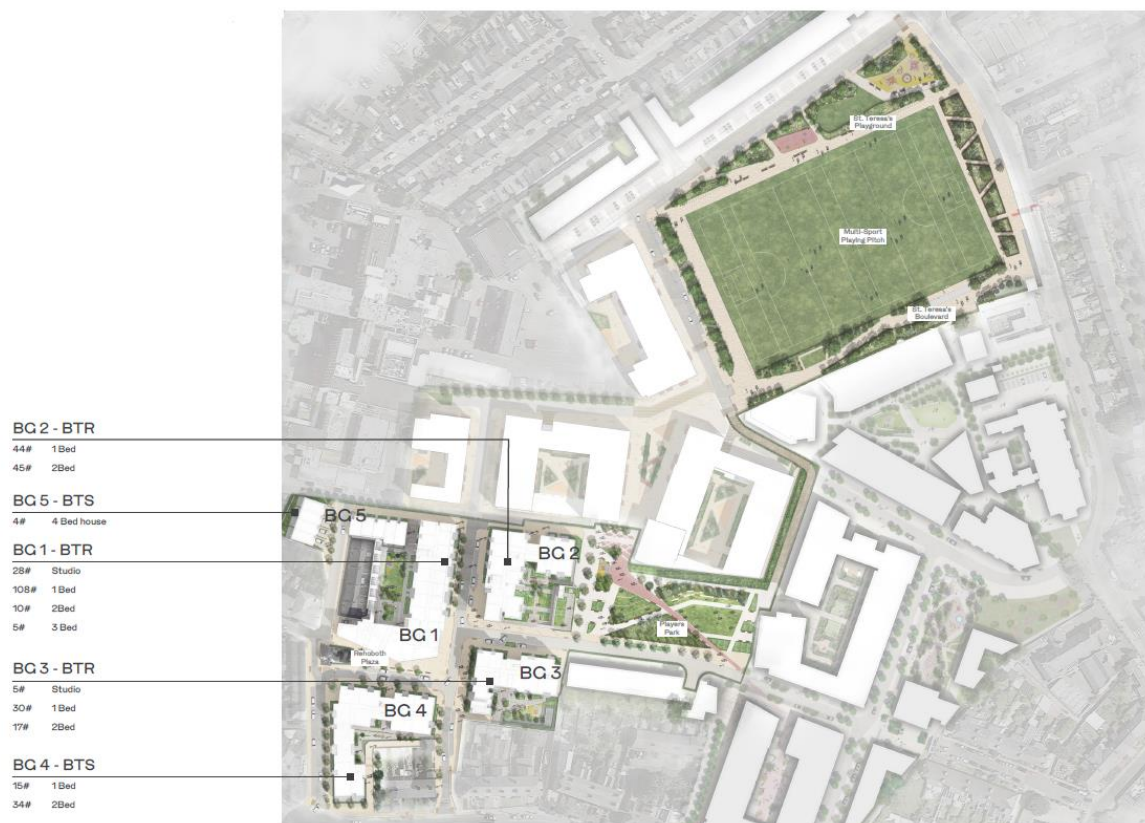 BG 2 - BTR
44# 1 Bed
45# 2Bed
BG 5 - BTS
4# 4 Bed house
BG 1 - BTR
28# Studio
108# 1 Bed
10# 2Bed
5# 3 Bed
BG 3 - BTR
5# Studio
30# 1 Bed
17# 2Bed
BG 4 - BTS
15# 1 Bed
34# 2Bed
St. Teresa's
Playground
Multi-Sport
Playing Pitch
St. Teresa's
Boulevard
BG 5
BG 2
BG 1
Players
Park
Rehoboth
Plaza
BG 3
BG 4